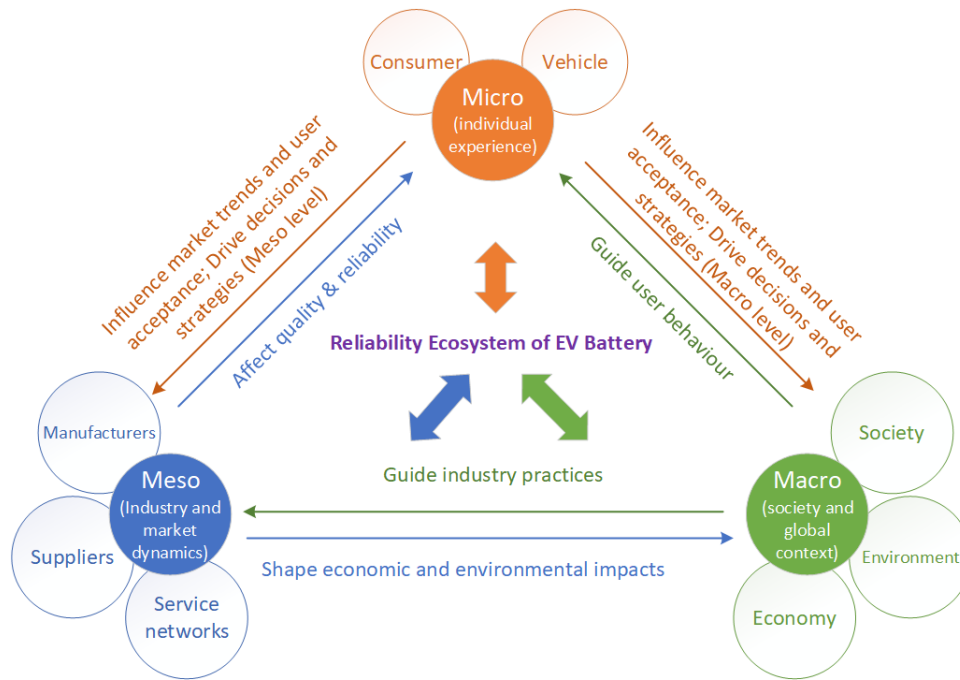 Consumer
Vehicle
Micro
(individual
experience)
Influence market trends and user
acceptance; Drive decisions and
strategies (Meso level)
Affect quality & reliability
Influence market trends and user
acceptance; Drive decisions and
strategies (Macro level)
Guide user behaviour
Reliability Ecosystem of EV Battery
Manufacturers
Meso
(Industry and
market
dynamics)
Suppliers
Service
networks
Guide industry practices
Shape economic and environmental impacts
Society
Macro
(society and
global
context)
Environment
Economy